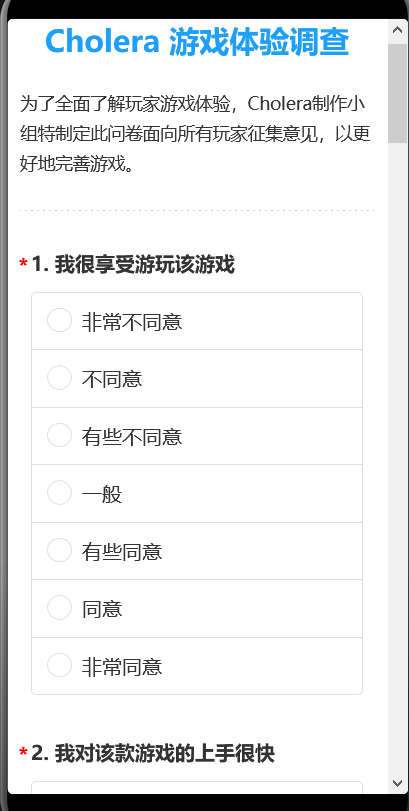 Cholera 游戏体验调查
为了全面了解玩家游戏体验，Cholera制作小
组特制定此问卷面向所有玩家征集意见，以更
好地完善游戏。
*1. 我很享受游玩该游戏
非常不同意
不同意
有些不同意
一般
有些同意
同意
非常同意
*2. 我对该款游戏的上手很快